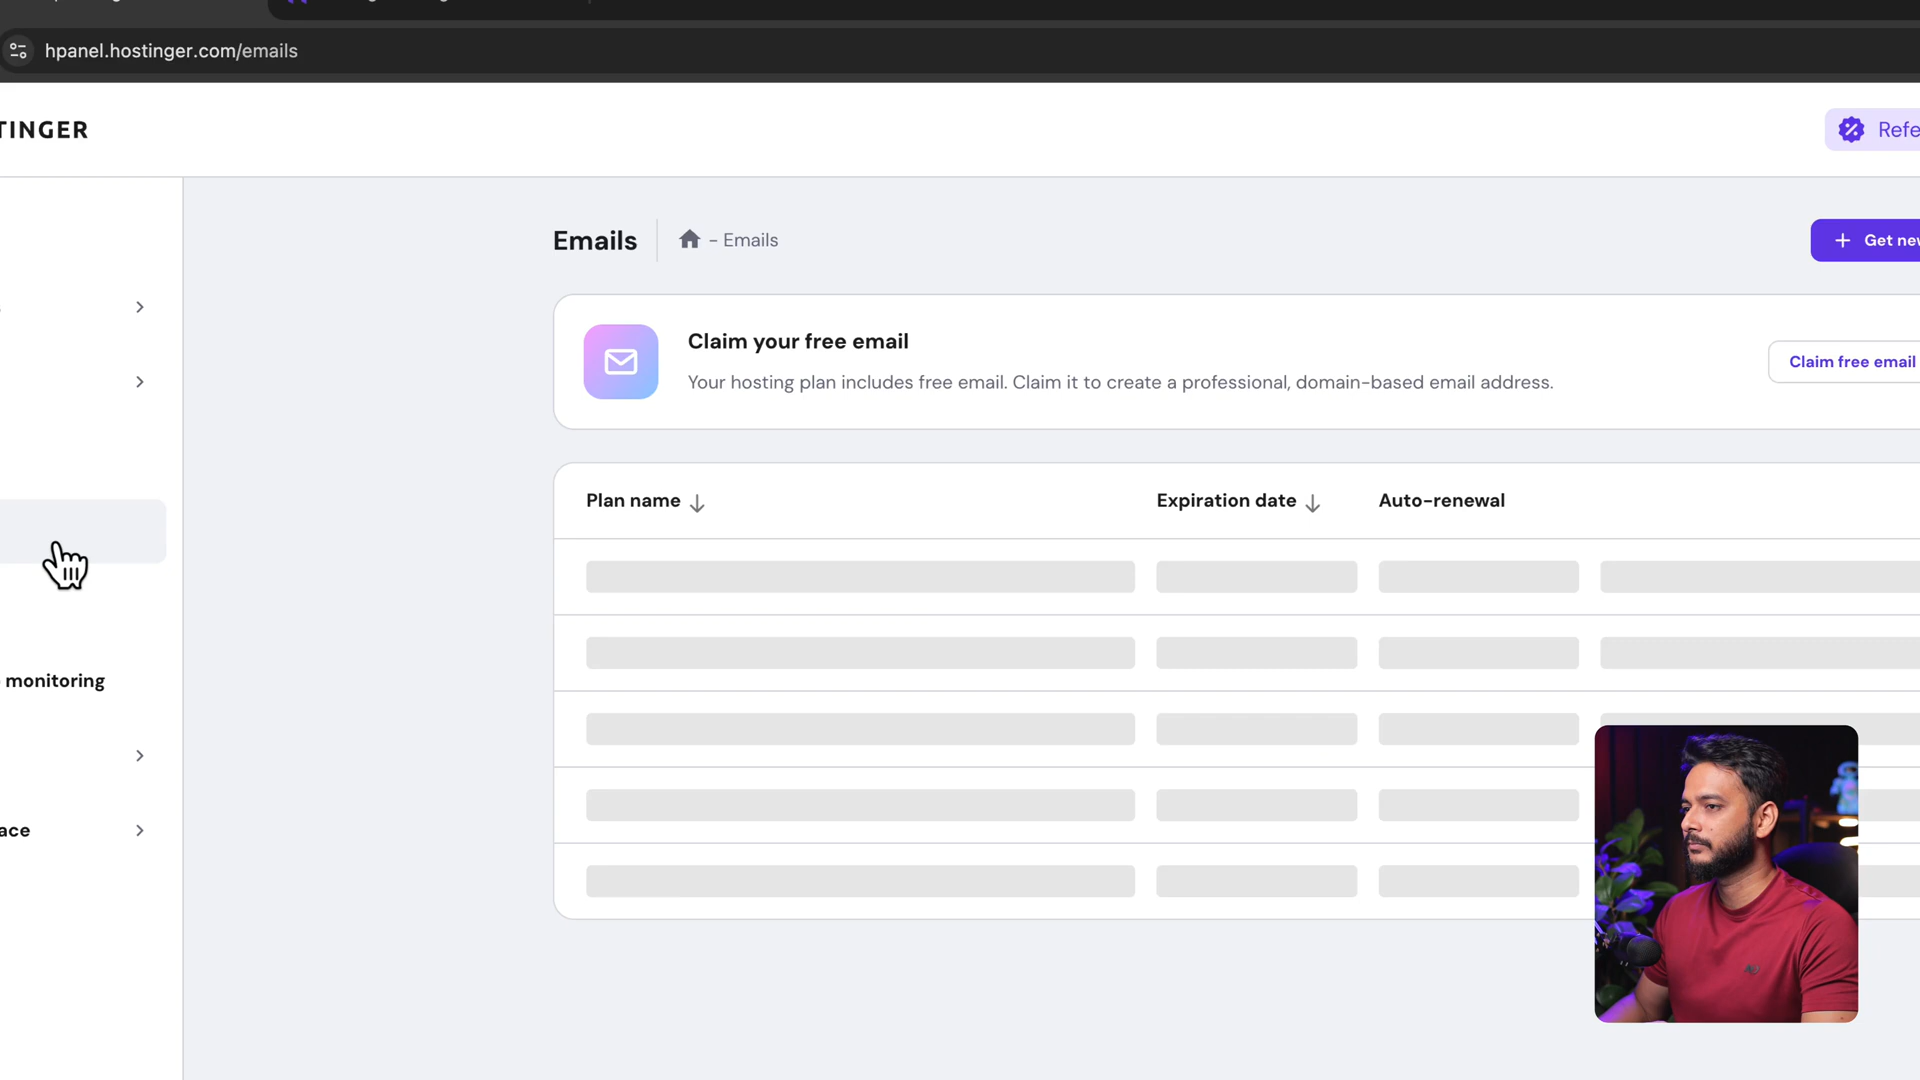 hpanel.hostinger.com/emails
TINGER
Refe
Emails
– Emails
+ Get new
Claim your free email
Your hosting plan includes free email. Claim it to create a professional, domain-based email address.
Claim free email
Plan name
Expiration date
Auto-renewal
monitoring
ace